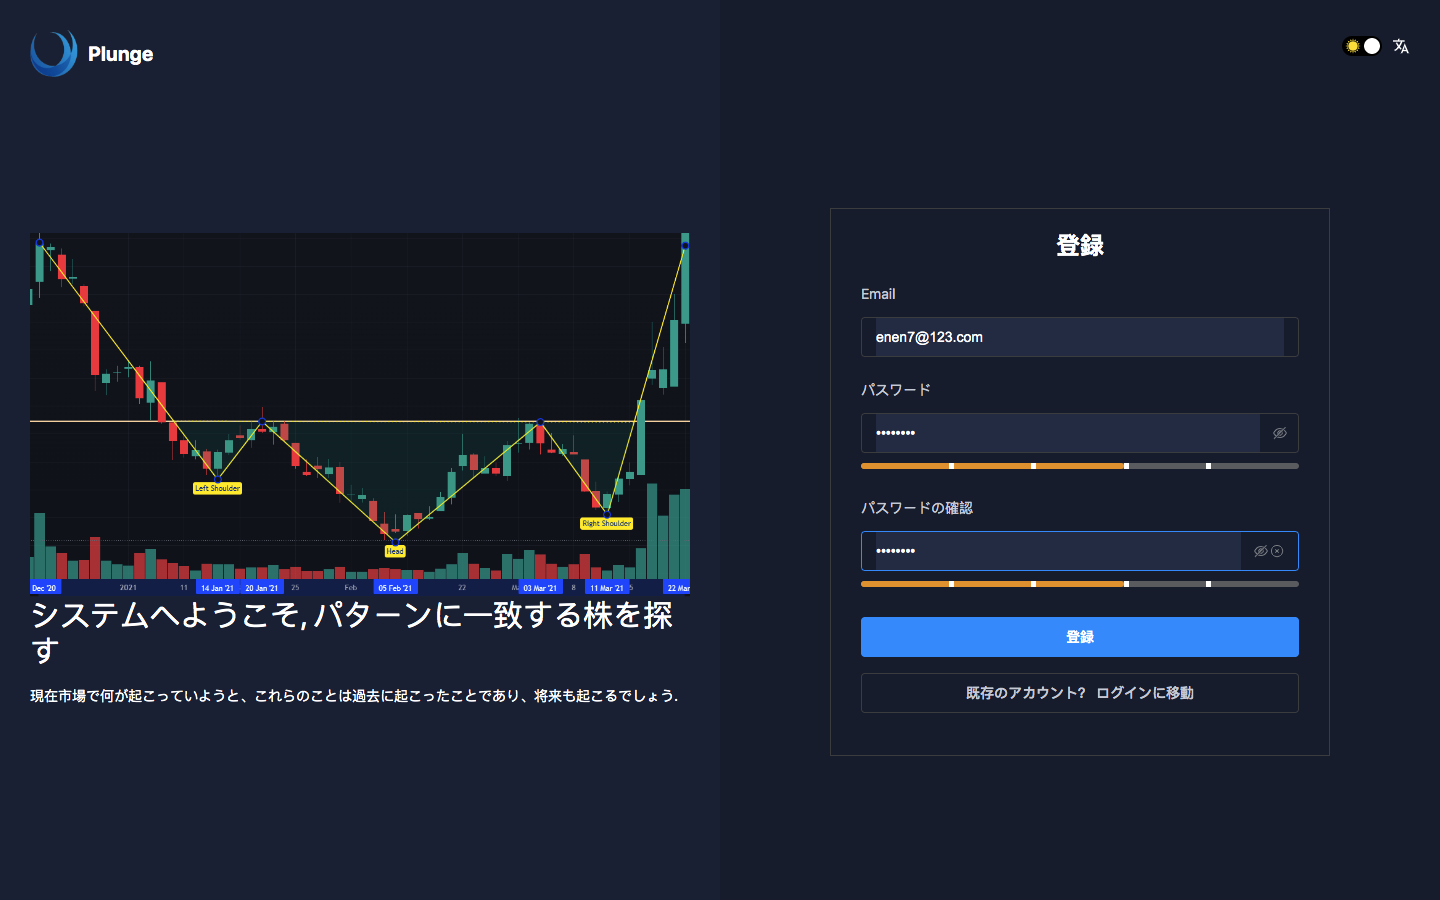 Plunge
Left Shoulder
Right Shoulder
Head
Dec '20 2021 11 14 Jan '21 20 Jan '21 25 Feb 05 Feb '21 22 03 Mar '21 8 11 Mar '21 22 Mar
システムへようこそ, パターンに一致する株を探
す
現在市場で何が起こっていようと、これらのことは過去に起こったことであり、将来も起こるでしょう.
登録
Email
enen7@123.com
パスワード
••••••••
パスワードの確認
••••••••
登録
既存のアカウント? ログインに移動